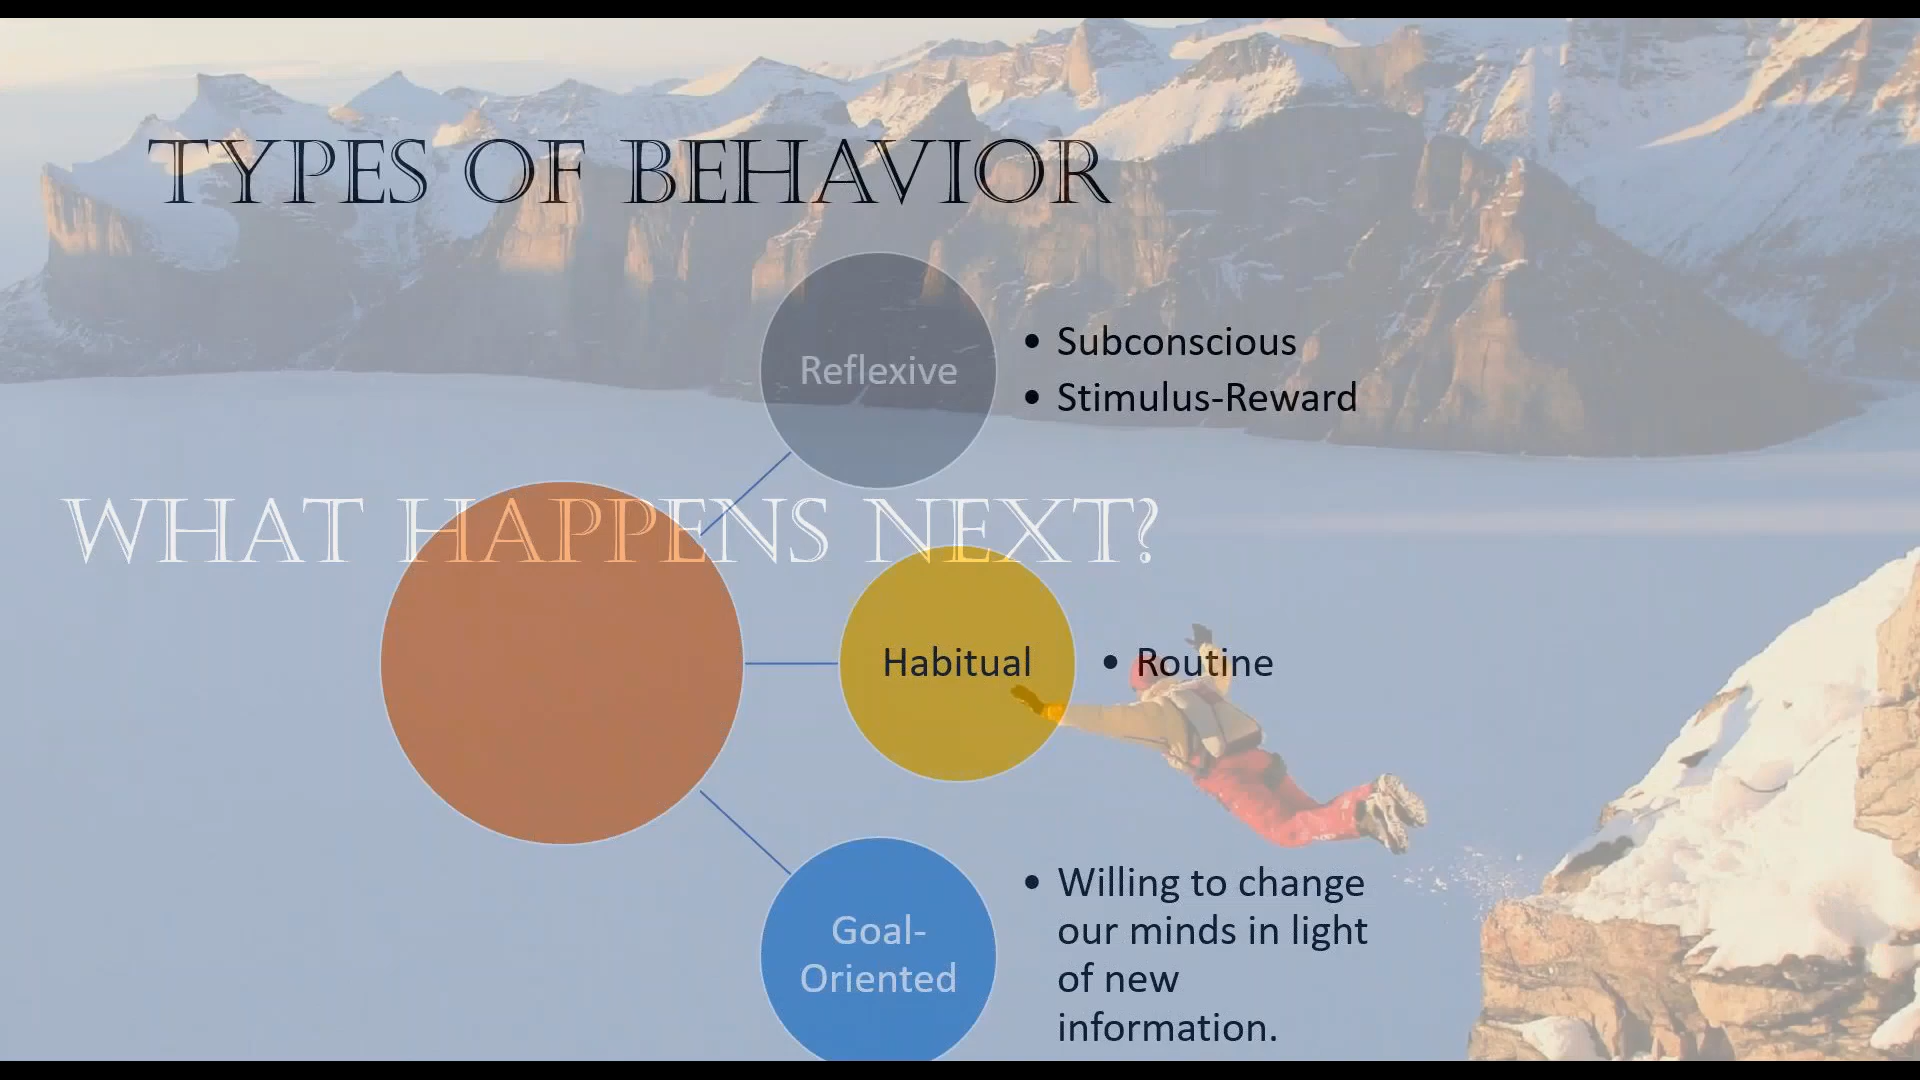 TYPES OF BEHAVIOR
Reflexive
• Subconscious
• Stimulus-Reward
WHAT HAPPENS NEXT?
Habitual
• Routine
Goal-
Oriented
• Willing to change
our minds in light
of new
information.